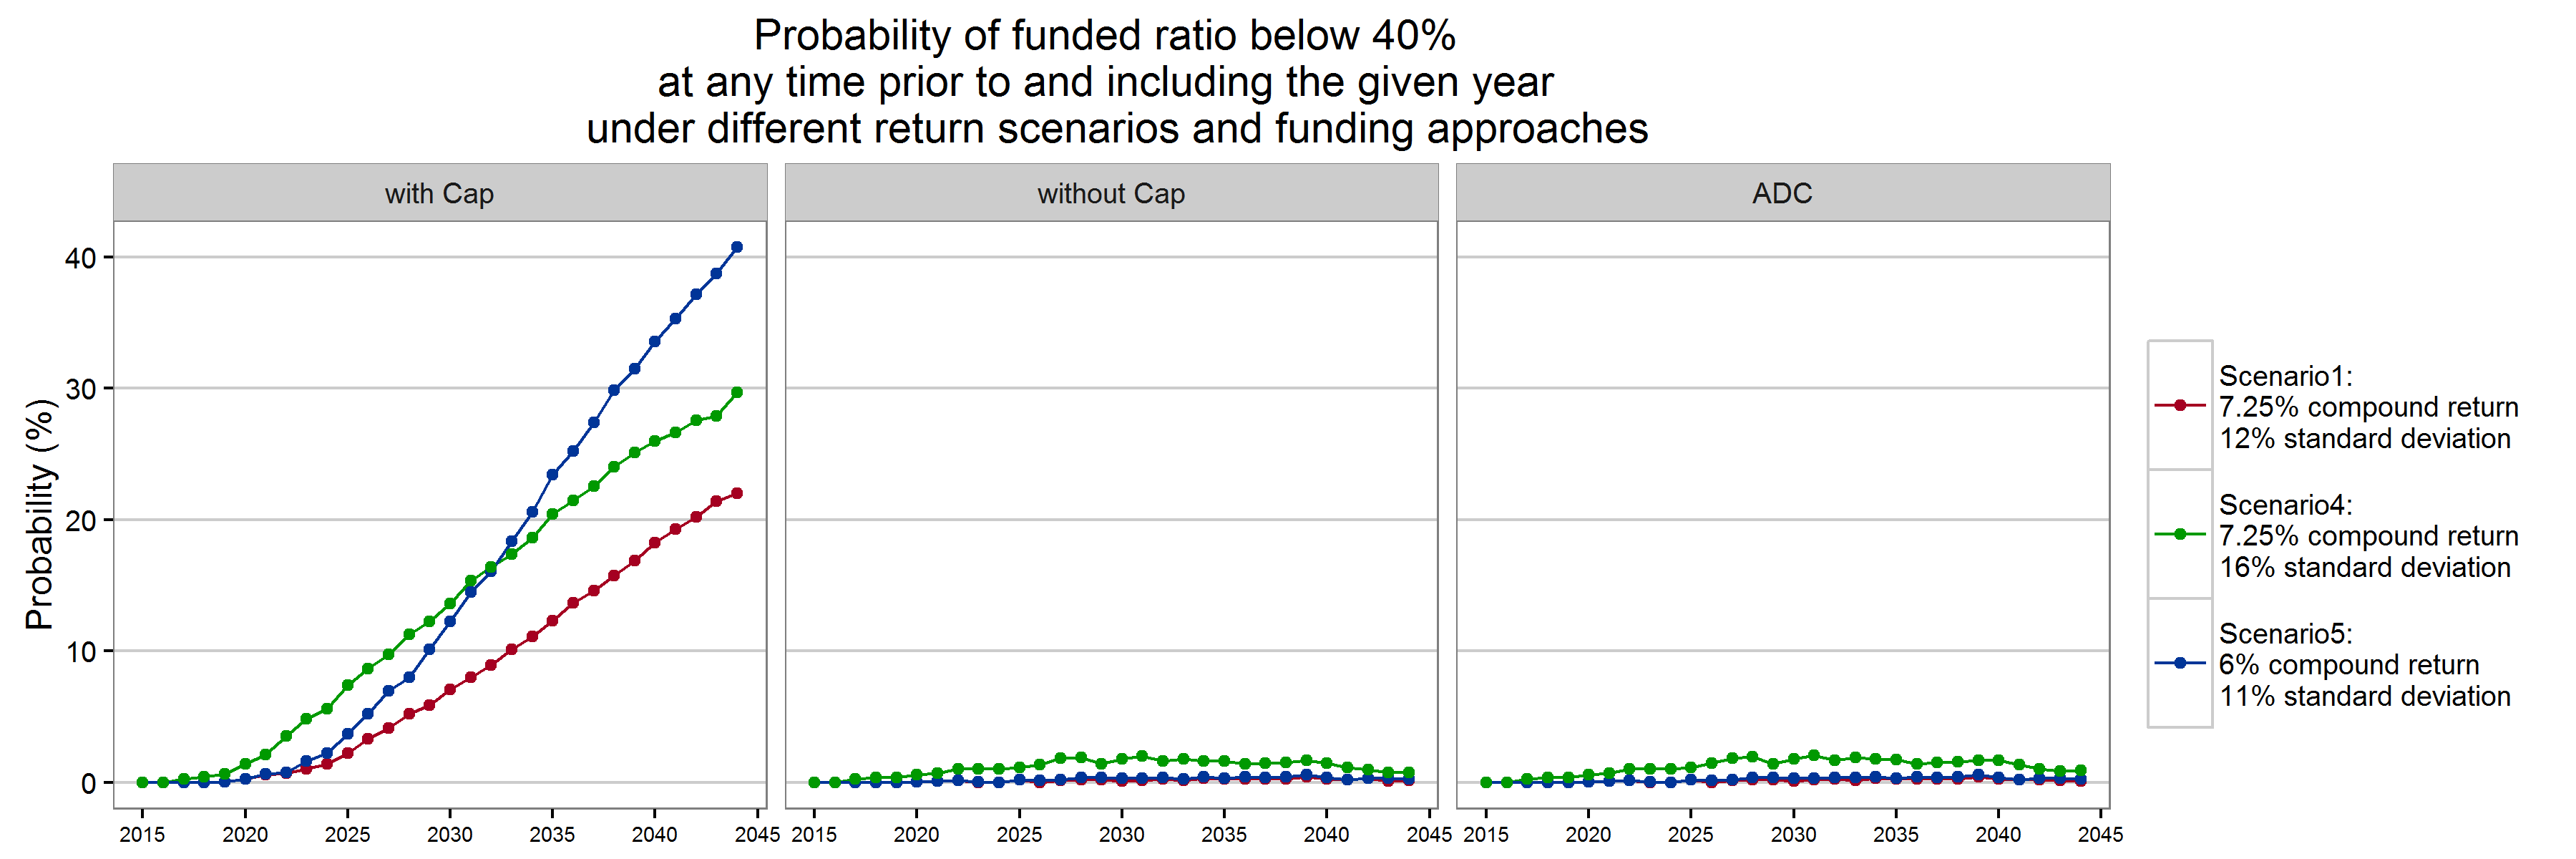 Probability of funded ratio below 40%
at any time prior to and including the given year
under different return scenarios and funding approaches
with Cap
without Cap
ADC
Probability (%)
40
30
20
10
0
2015 2020 2025 2030 2035 2040 2045
2015 2020 2025 2030 2035 2040 2045
2015 2020 2025 2030 2035 2040 2045
Scenario1:
7.25% compound return
12% standard deviation
Scenario4:
7.25% compound return
16% standard deviation
Scenario5:
6% compound return
11% standard deviation